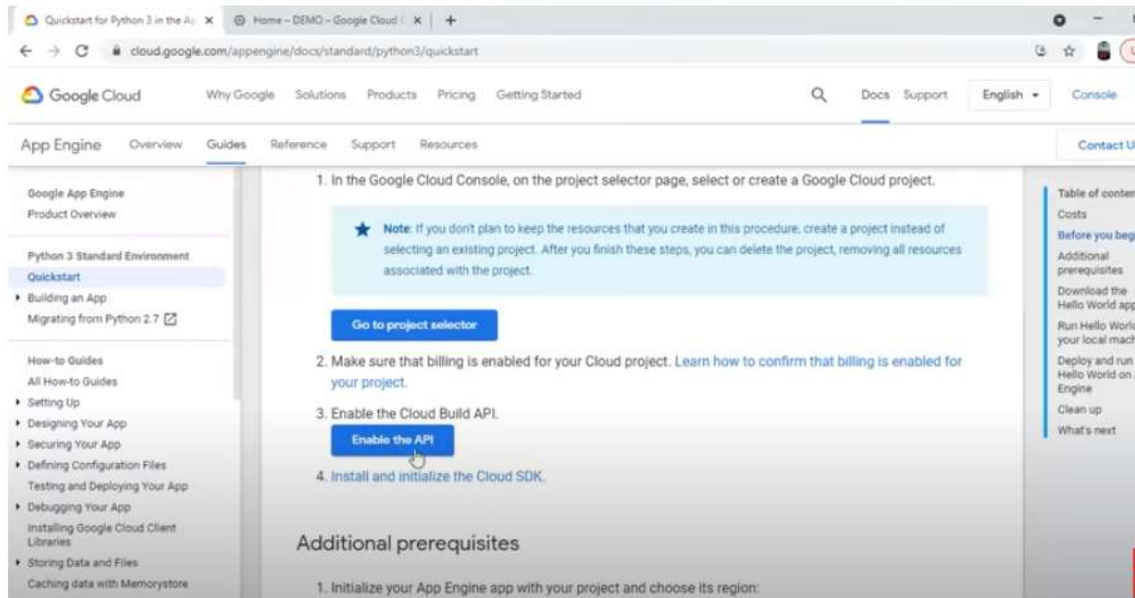 Quickstart for Python 3 in the Ap
Home – DEMO – Google Cloud
cloud.google.com/appengine/docs/standard/python3/quickstart
Google Cloud
Why Google Solutions Products Pricing Getting Started
Docs Support English Console
App Engine Overview Guides Reference Support Resources
Contact U
Google App Engine
Product Overview
Python 3 Standard Environment
Quickstart
Building an App
Migrating from Python 2.7
How-to Guides
All How-to Guides
Setting Up
Designing Your App
Securing Your App
Defining Configuration Files
Testing and Deploying Your App
Debugging Your App
Installing Google Cloud Client
Libraries
Storing Data and Files
Caching data with Memorystore
1. In the Google Cloud Console, on the project selector page, select or create a Google Cloud project.
Note: If you don't plan to keep the resources that you create in this procedure, create a project instead of
selecting an existing project. After you finish these steps, you can delete the project, removing all resources
associated with the project.
Go to project selector
2. Make sure that billing is enabled for your Cloud project. Learn how to confirm that billing is enabled for
your project.
3. Enable the Cloud Build API.
Enable the API
4. Install and initialize the Cloud SDK.
Additional prerequisites
1. Initialize your App Engine app with your project and choose its region:
Table of conten
Costs
Before you beg
Additional
prerequisites
Download the
Hello World app
Run Hello World
your local mach
Deploy and run
Hello World on
Engine
Clean up
What's next